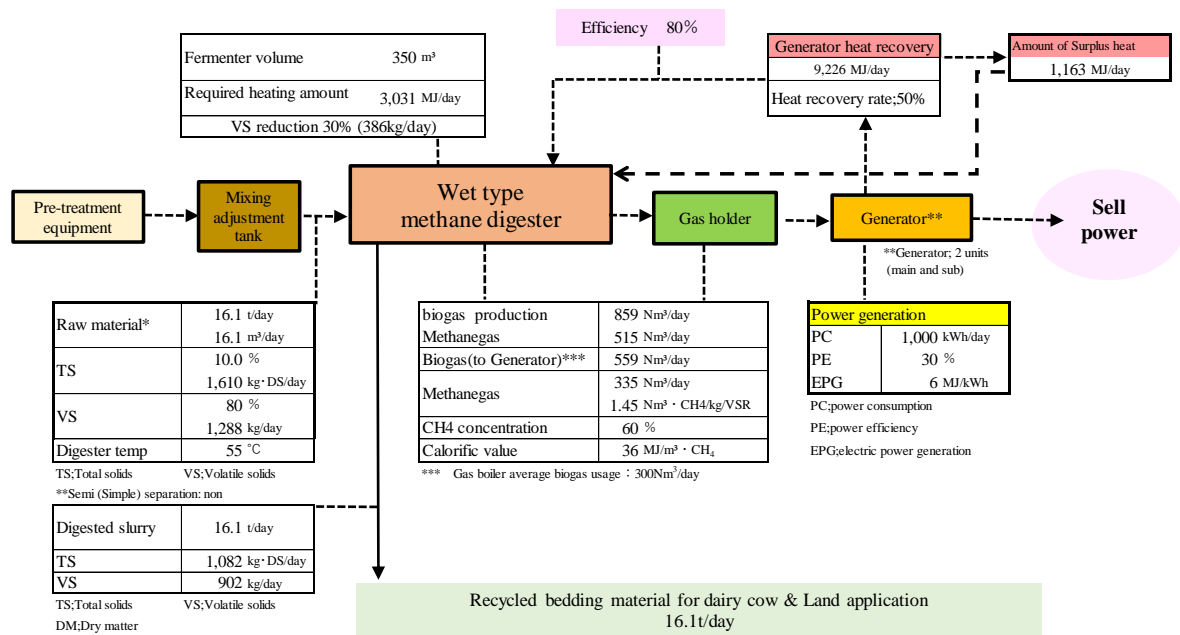 Efficiency 80%
Fermenter volume 350 m³
Required heating amount 3,031 MJ/day
VS reduction 30% (386kg/day)
Generator heat recovery
9,226 MJ/day
Heat recovery rate;50%
Amount of Surplus heat
1,163 MJ/day
Pre-treatment
equipment
Mixing
adjustment
tank
Wet type
methane digester
Gas holder
Generator**
Sell
power
**Generator; 2 units
(main and sub)
Raw material* 16.1 t/day
16.1 m³/day
TS 10.0 %
1,610 kg·DS/day
VS 80 %
1,288 kg/day
Digester temp 55 ℃
TS;Total solids VS;Volatile solids
**Semi (Simple) separation: non
biogas production 859 Nm³/day
Methanegas 515 Nm³/day
Biogas(to Generator)*** 559 Nm³/day
Methanegas 335 Nm³/day
1.45 Nm³・CH4/kg/VSR
CH4 concentration 60 %
Calorific value 36 MJ/m³・CH₄
*** Gas boiler average biogas usage：300Nm³/day
Power generation
PC 1,000 kWh/day
PE 30 %
EPG 6 MJ/kWh
PC;power consumption
PE;power efficiency
EPG;electric power generation
Digested slurry 16.1 t/day
TS 1,082 kg·DS/day
VS 902 kg/day
TS;Total solids VS;Volatile solids
DM;Dry matter
Recycled bedding material for dairy cow & Land application
16.1t/day